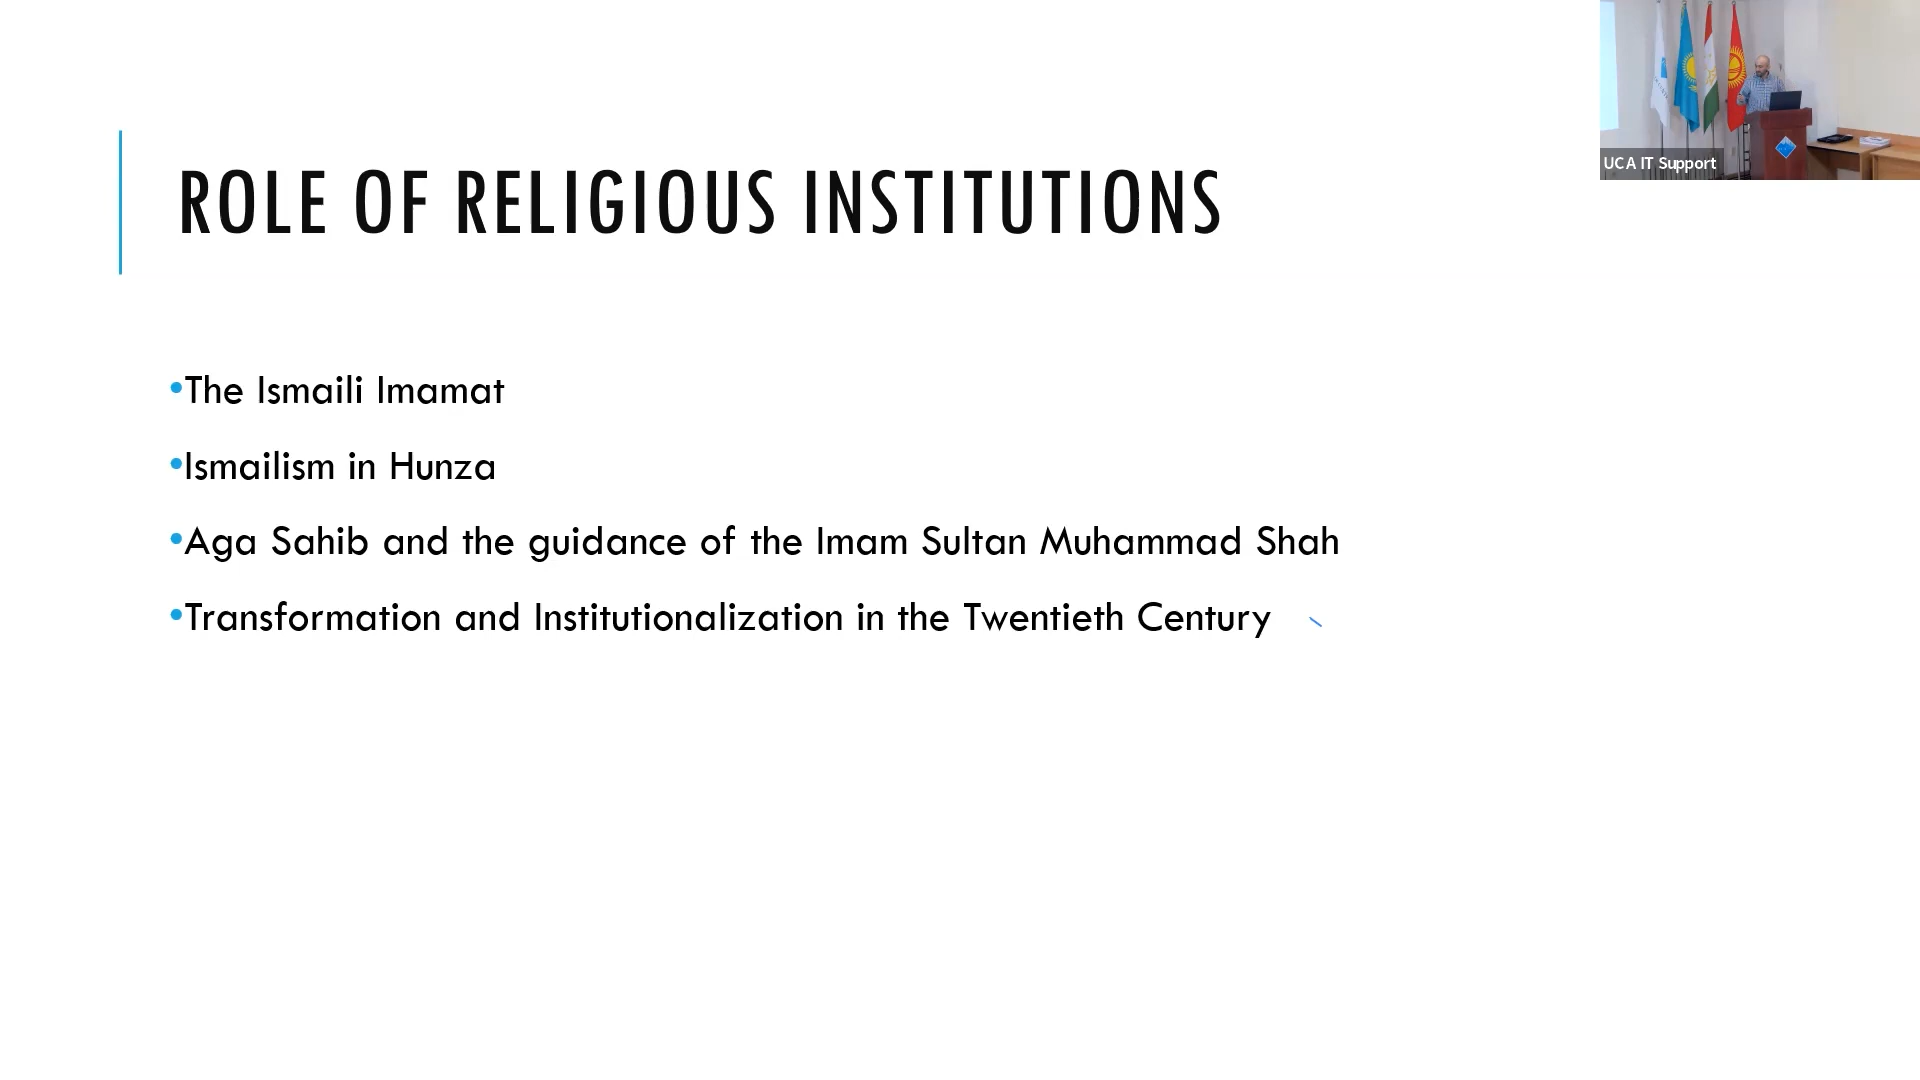 ROLE OF RELIGIOUS INSTITUTIONS
•The Ismaili Imamat
•Ismailism in Hunza
•Aga Sahib and the guidance of the Imam Sultan Muhammad Shah
•Transformation and Institutionalization in the Twentieth Century
UCA IT Support